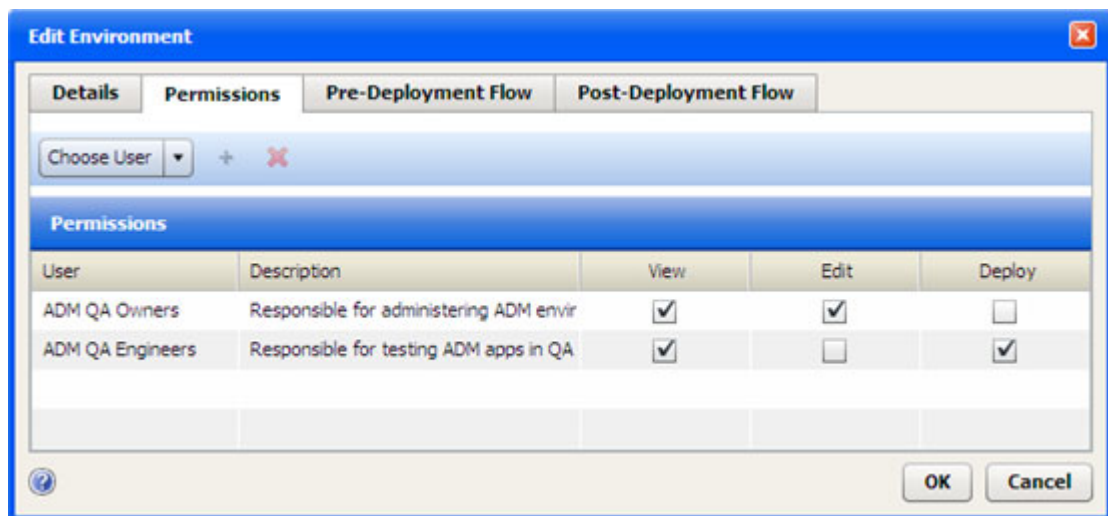 Edit Environment
Details Permissions Pre-Deployment Flow Post-Deployment Flow
Choose User
Permissions
User Description View Edit Deploy
ADM QA Owners Responsible for administering ADM envir
ADM QA Engineers Responsible for testing ADM apps in QA
OK Cancel